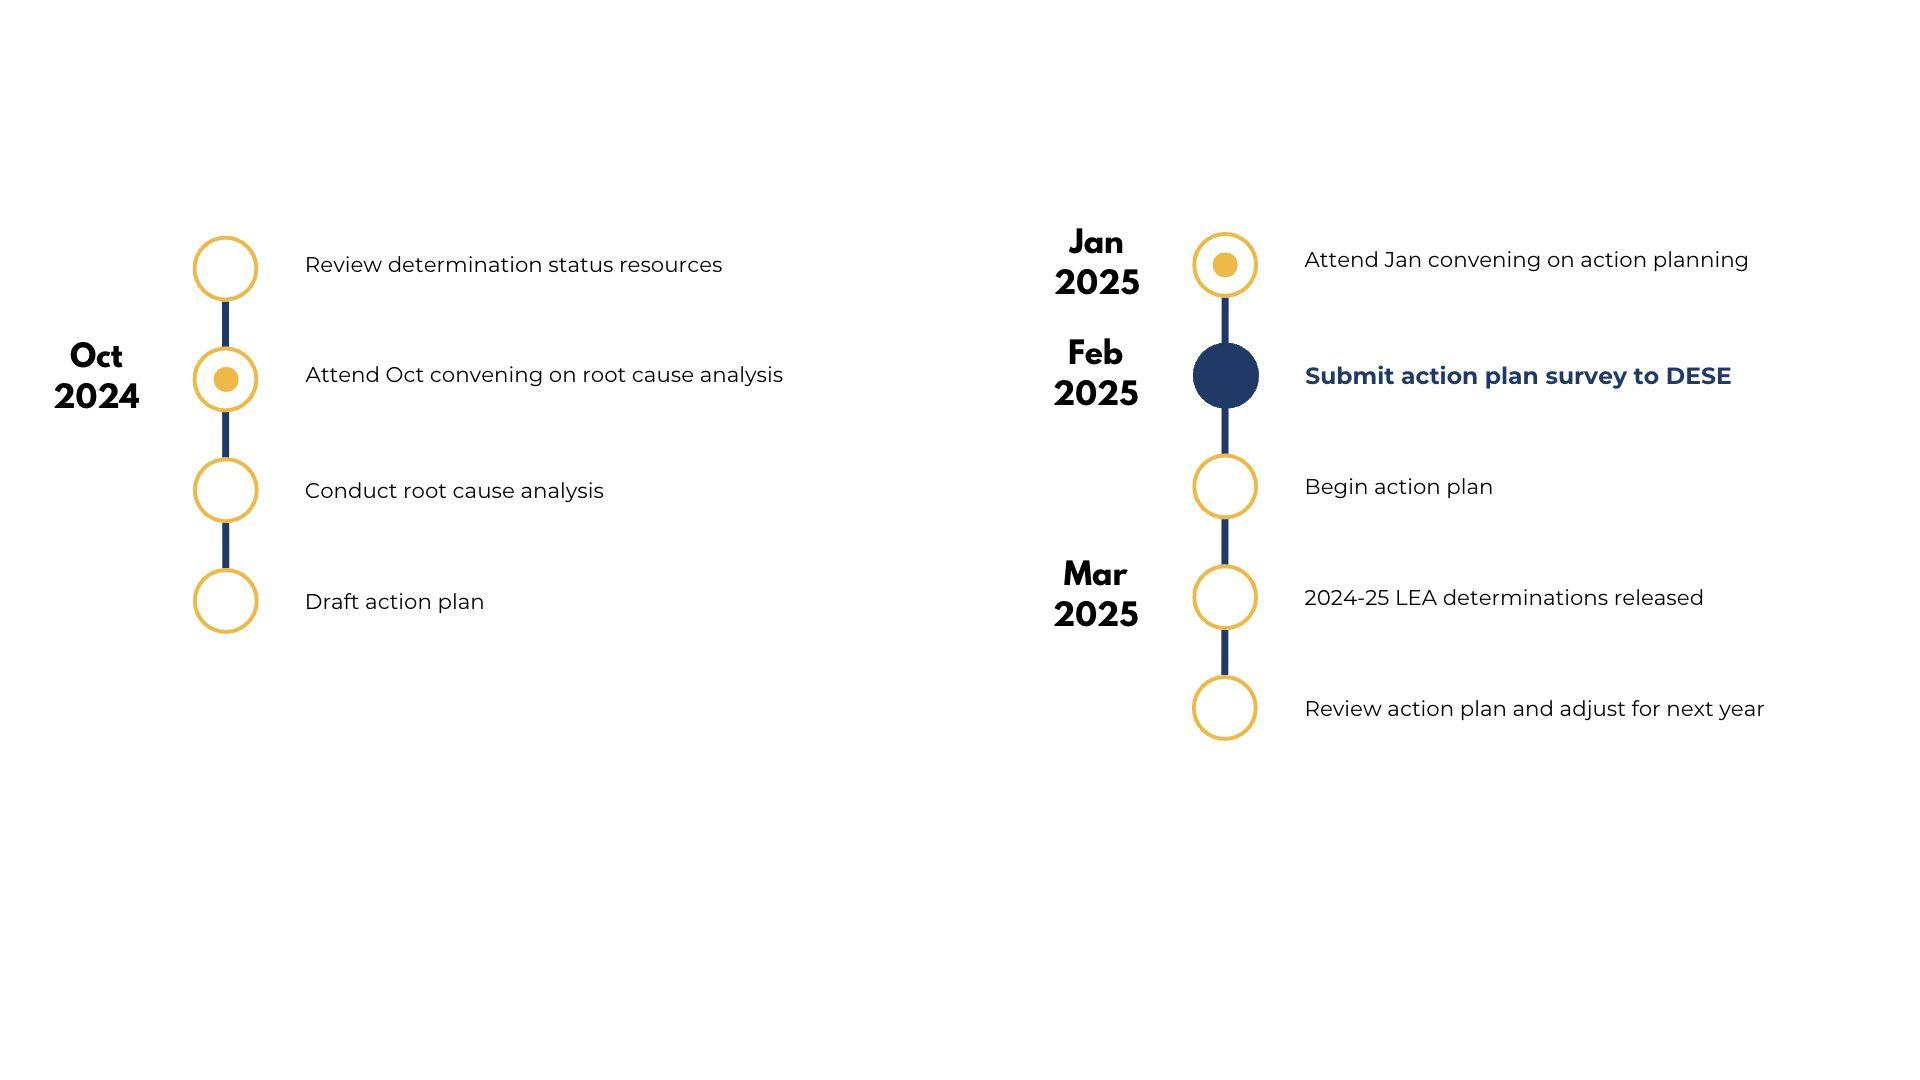 Review determination status resources
Oct
2024
Attend Oct convening on root cause analysis
Conduct root cause analysis
Draft action plan
Jan
2025
Attend Jan convening on action planning
Feb
2025
Submit action plan survey to DESE
Begin action plan
Mar
2025
2024-25 LEA determinations released
Review action plan and adjust for next year